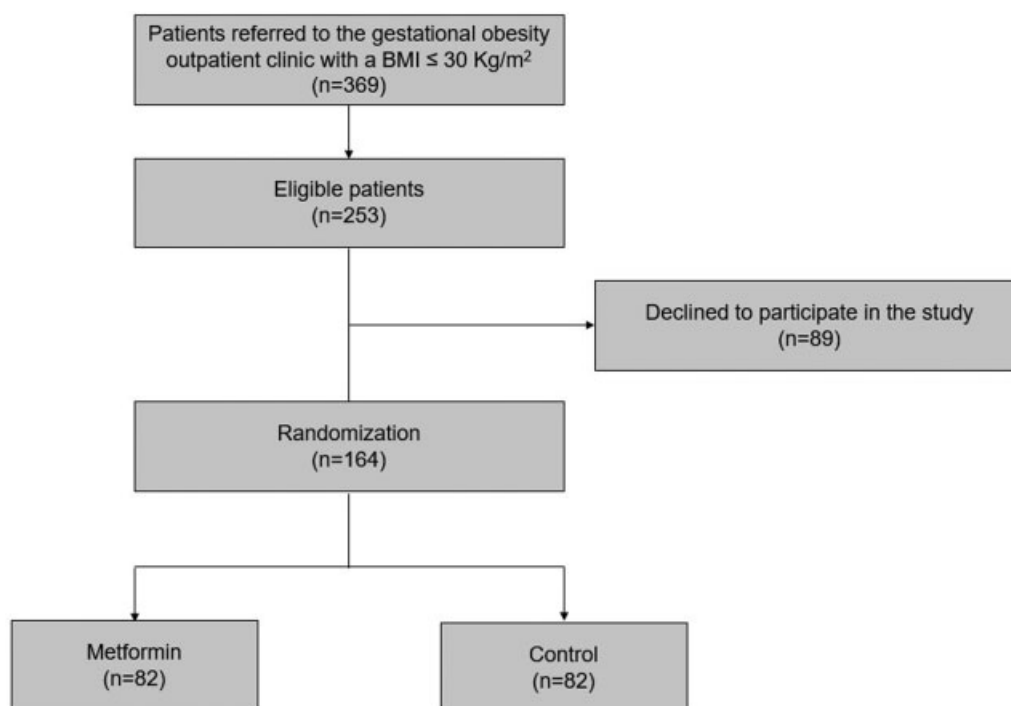 Patients referred to the gestational obesity
outpatient clinic with a BMI ≤ 30 Kg/m²
(n=369)
Eligible patients
(n=253)
Declined to participate in the study
(n=89)
Randomization
(n=164)
Metformin
(n=82)
Control
(n=82)